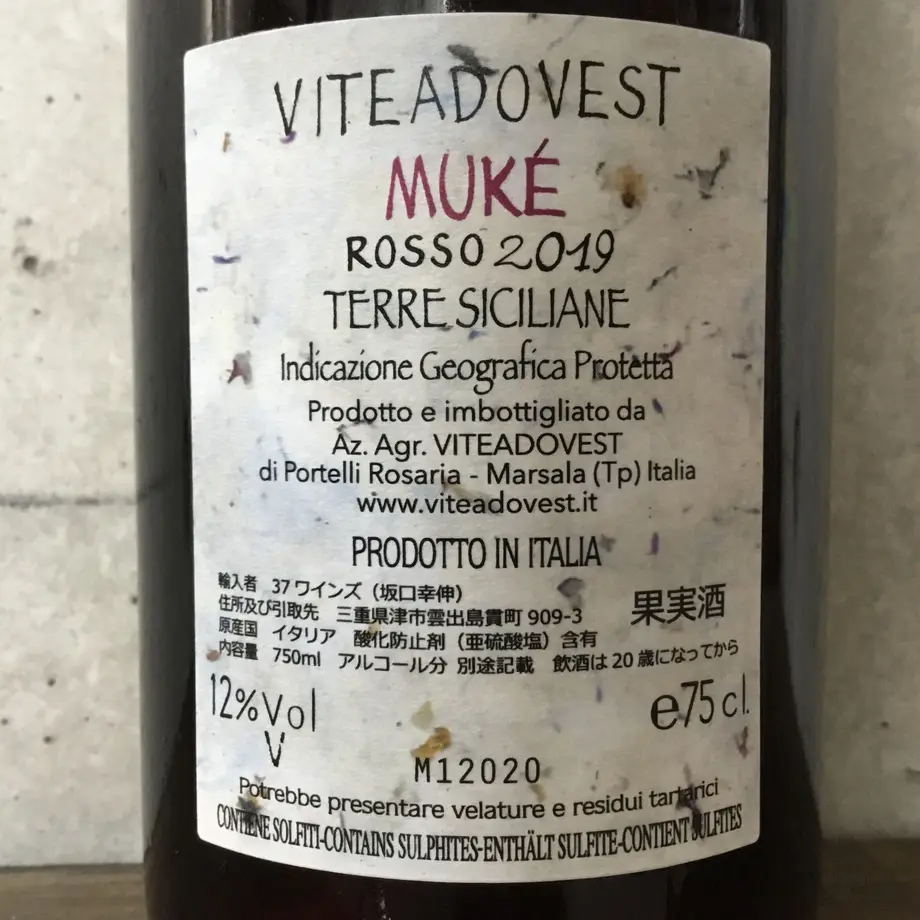 VITEADOVEST
MUKÉ
ROSSO 2019
TERRE SICILIANE
Indicazione Geografica Protetta
Prodotto e imbottigliato da
Az. Agr. VITEADOVEST
di Portelli Rosaria - Marsala (Tp) Italia
www.viteadovest.it
PRODOTTO IN ITALIA
輸入者 37ワインズ（坂口幸伸）
住所及び引取先 三重県津市雲出島貫町 909-3
果実酒
原産国 イタリア 酸化防止剤（亜硫酸塩）含有
内容量 750ml アルコール分 別途記載 飲酒は20歳になってから
12% Vol
e75 cl.
V
M12020
Potrebbe presentare velature e residui tartarici
CONTIENE SOLFITI-CONTAINS SULPHITES-ENTHÄLT SULFITE-CONTIENT SULFITES